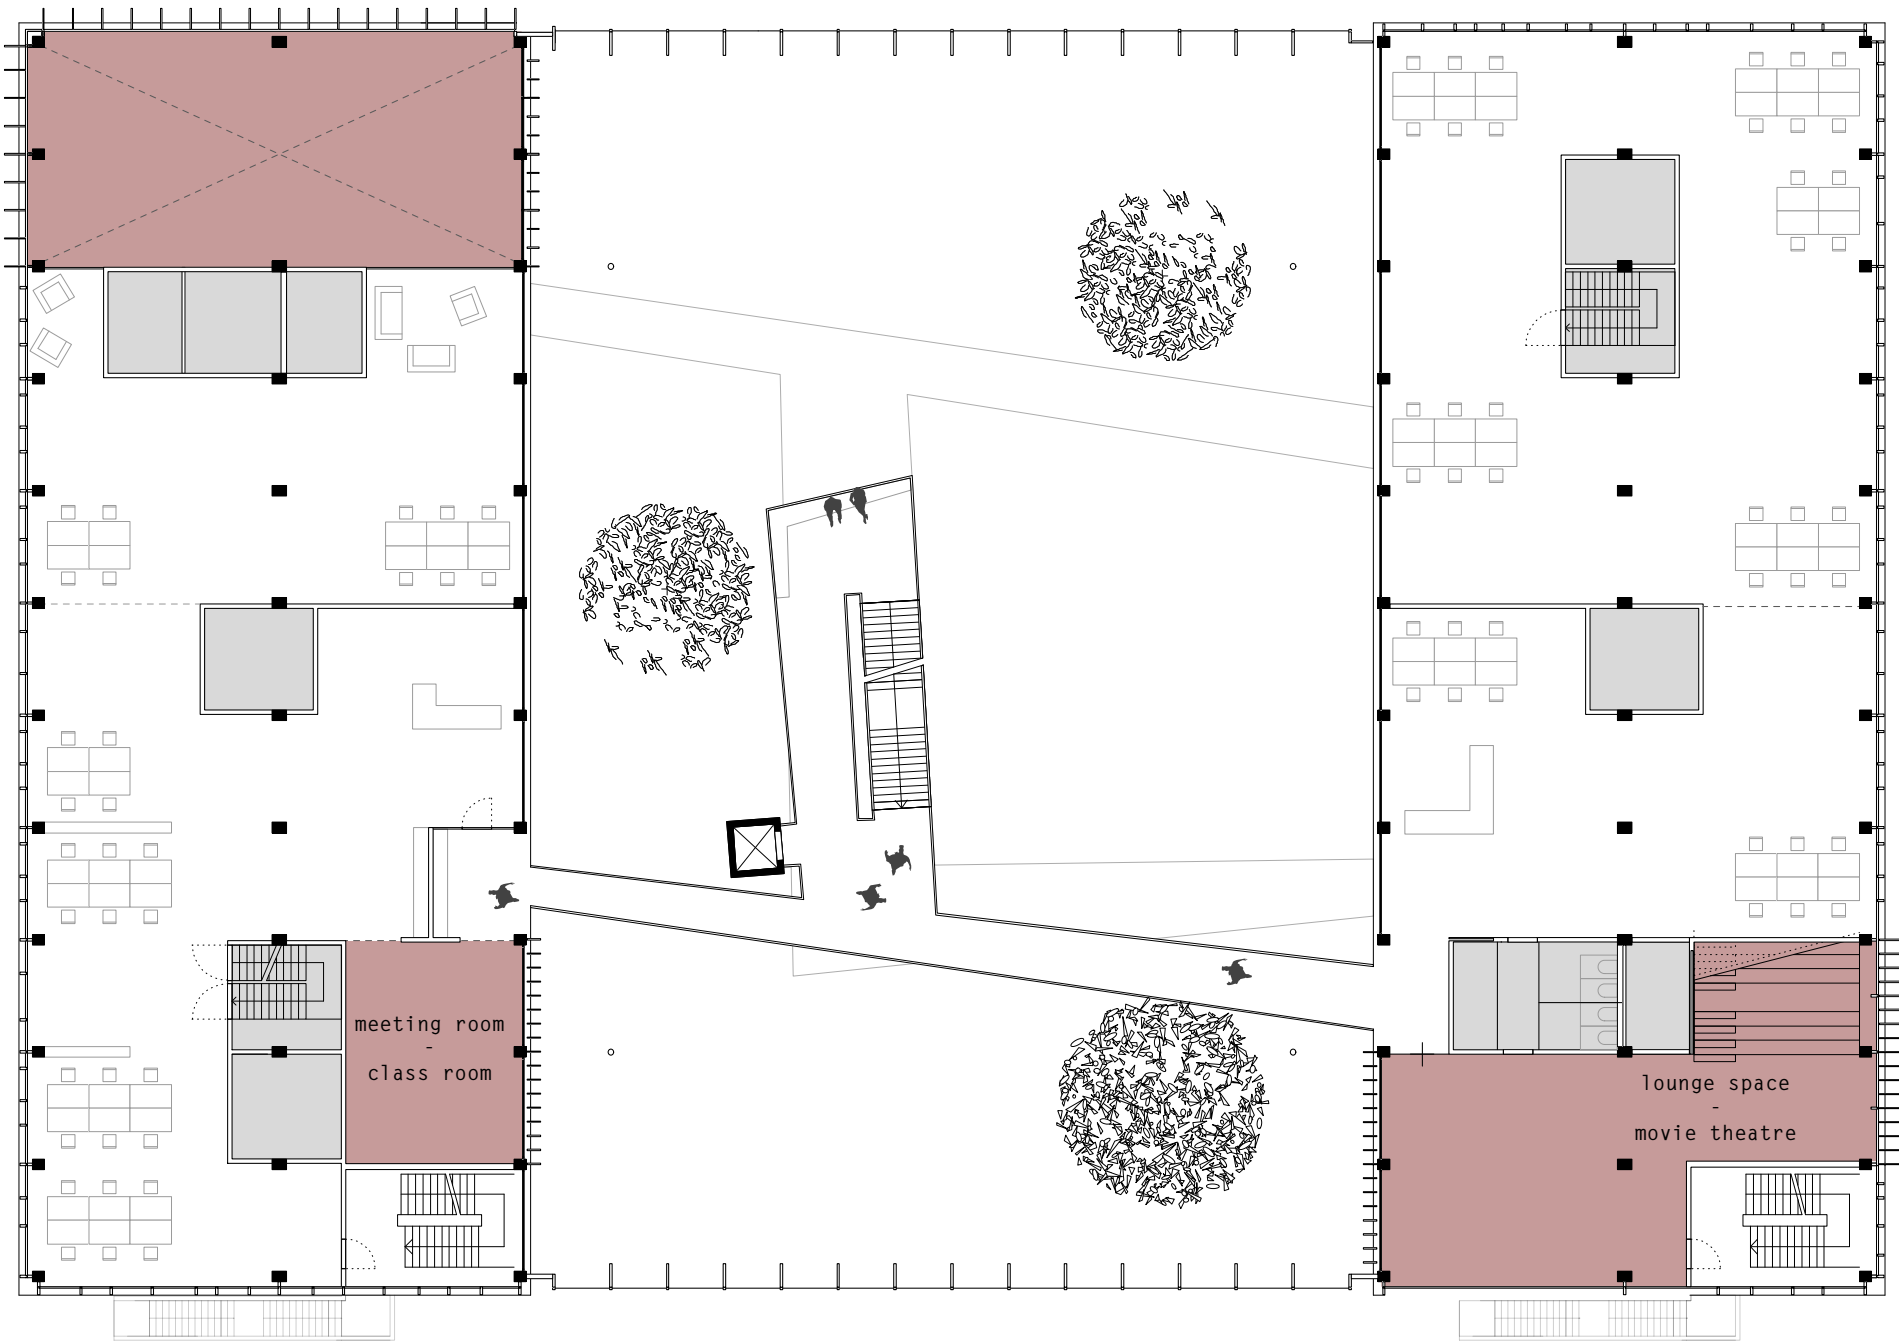 meeting room
-
class room
lounge space
-
movie theatre